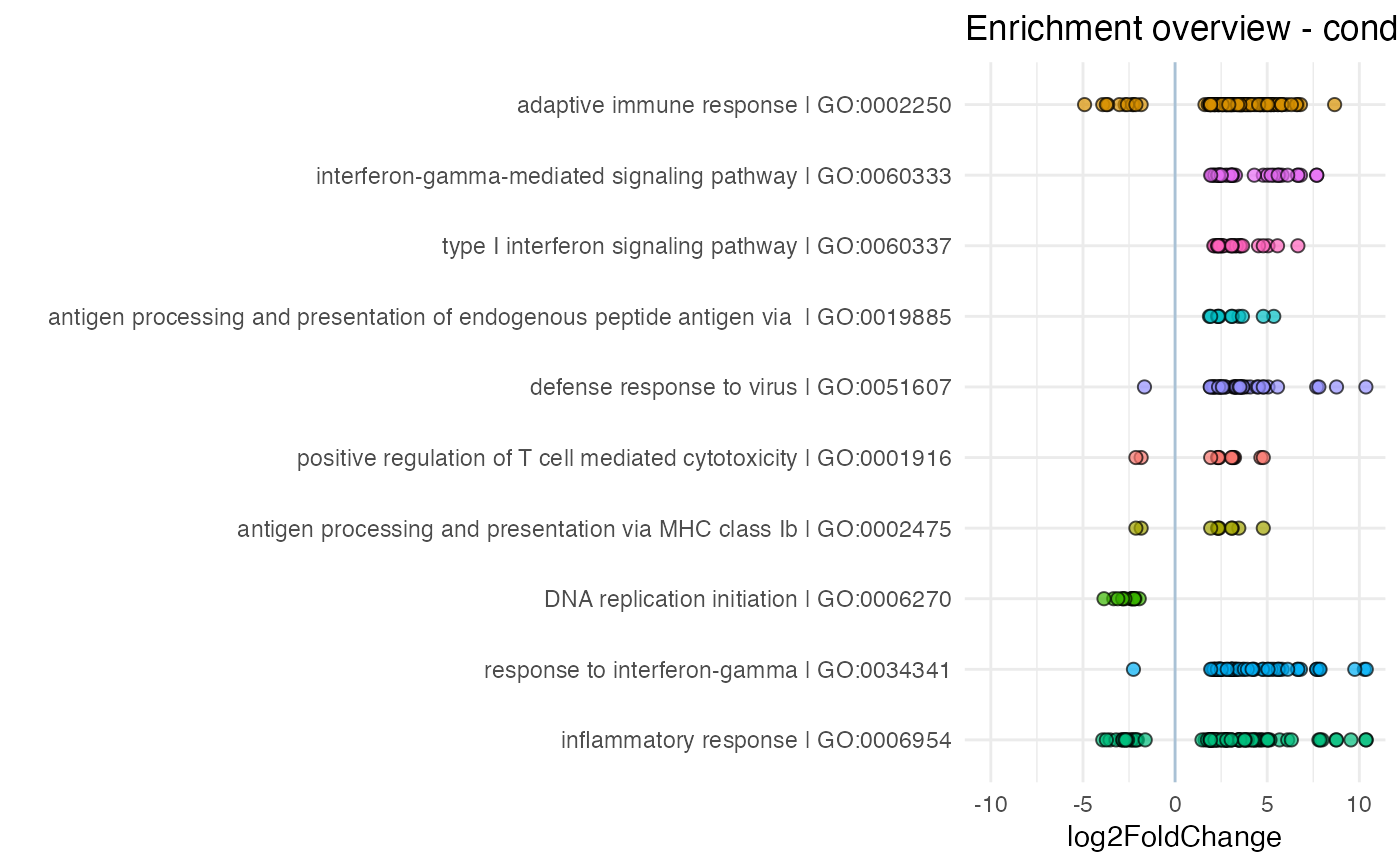 Enrichment overview - cond
adaptive immune response | GO:0002250
interferon-gamma-mediated signaling pathway | GO:0060333
type I interferon signaling pathway | GO:0060337
antigen processing and presentation of endogenous peptide antigen via  | GO:0019885
defense response to virus | GO:0051607
positive regulation of T cell mediated cytotoxicity | GO:0001916
antigen processing and presentation via MHC class Ib | GO:0002475
DNA replication initiation | GO:0006270
response to interferon-gamma | GO:0034341
inflammatory response | GO:0006954
-10 -5 0 5 10
log2FoldChange